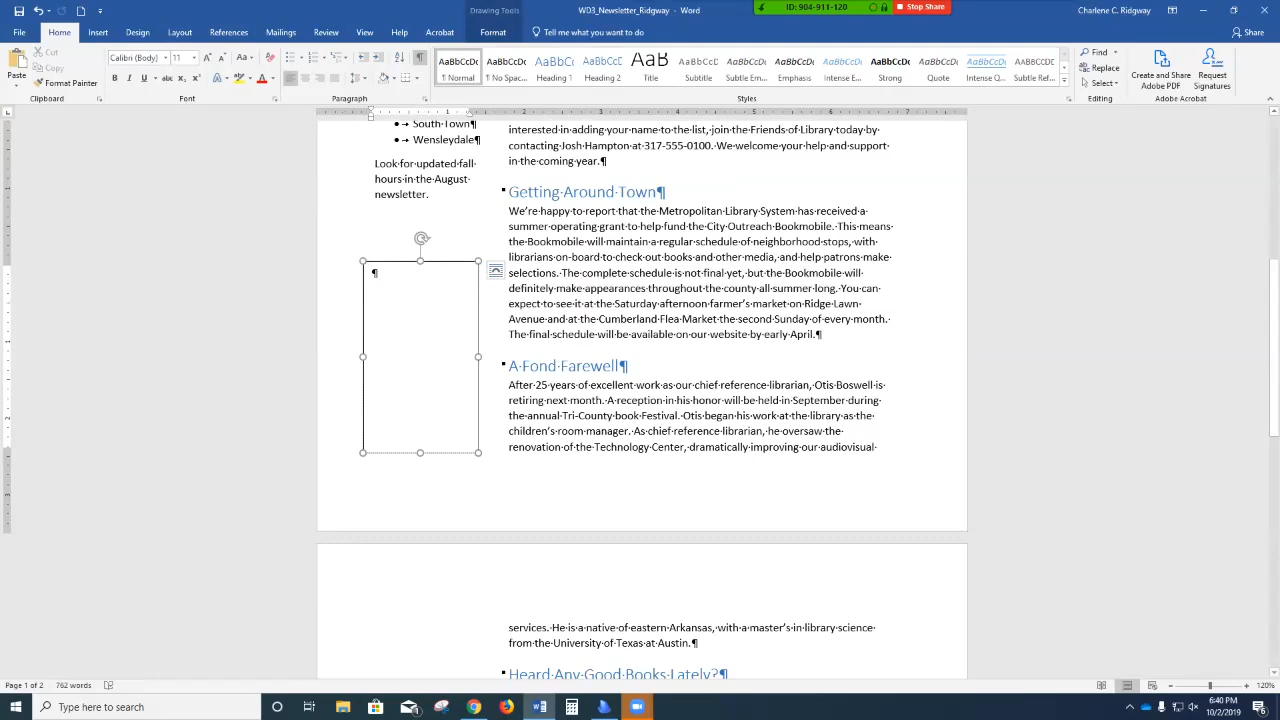 Drawing Tools
WD3_Newsletter_Ridgway - Word
ID: 904-911-120
Stop Share
Charlene C. Ridgway
File Home Insert Draw Design Layout References Mailings Review View Help Acrobat Format Tell me what you want to do Share
Paste
Cut
Copy
Format Painter
Clipboard
Calibri (Body) 11
Font
Paragraph
AaBbCcDc AaBbCcDc AaBbCc AaBbCcC AaB AaBbCcD AaBbCcDt AaBbCcDt AaBbCcDt AaBbCcDc AaBbCcDt AaBbCcDt AABBCCDE
¶ Normal ¶ No Spac... Heading 1 Heading 2 Title Subtitle Subtle Em... Emphasis Intense E... Strong Quote Intense Q... Subtle Ref...
Styles
Find
Replace
Select
Editing
Create and Share
Adobe PDF
Request
Signatures
Adobe Acrobat
South·Town¶
Wensleydale¶
Look·for·updated·fall·
hours·in·the·August·
newsletter.
¶
interested·in·adding·your·name·to·the·list,·join·the·Friends·of·Library·today·by·
contacting·Josh·Hampton·at·317-555-0100.·We·welcome·your·help·and·support·
in·the·coming·year.¶
Getting·Around·Town¶
We're·happy·to·report·that·the·Metropolitan·Library·System·has·received·a·
summer·operating·grant·to·help·fund·the·City·Outreach·Bookmobile.·This·means·
the·Bookmobile·will·maintain·a·regular·schedule·of·neighborhood·stops,·with·
librarians·on-board·to·check·out·books·and·other·media,·and·help·patrons·make·
selections.·The·complete·schedule·is·not·final·yet,·but·the·Bookmobile·will·
definitely·make·appearances·throughout·the·county·all·summer·long.·You·can·
expect·to·see·it·at·the·Saturday·afternoon·farmer's·market·on·Ridge·Lawn·
Avenue·and·at·the·Cumberland·Flea·Market·the·second·Sunday·of·every·month.·
The·final·schedule·will·be·available·on·our·website·by·early·April.¶
A·Fond·Farewell¶
After·25·years·of·excellent·work·as·our·chief·reference·librarian,·Otis·Boswell·is·
retiring·next·month.·A·reception·in·his·honor·will·be·held·in·September·during·
the·annual·Tri-County·book·Festival.·Otis·began·his·work·at·the·library·as·the·
children's·room·manager.·As·chief·reference·librarian,·he·oversaw·the·
renovation·of·the·Technology·Center,·dramatically·improving·our·audiovisual·
services.·He·is·a·native·of·eastern·Arkansas,·with·a·master's·in·library·science·
from·the·University·of·Texas·at·Austin.¶
Heard·Any·Good·Books·Lately?¶
Page 1 of 2 762 words 120%
Type here to search
6:40 PM
10/2/2019